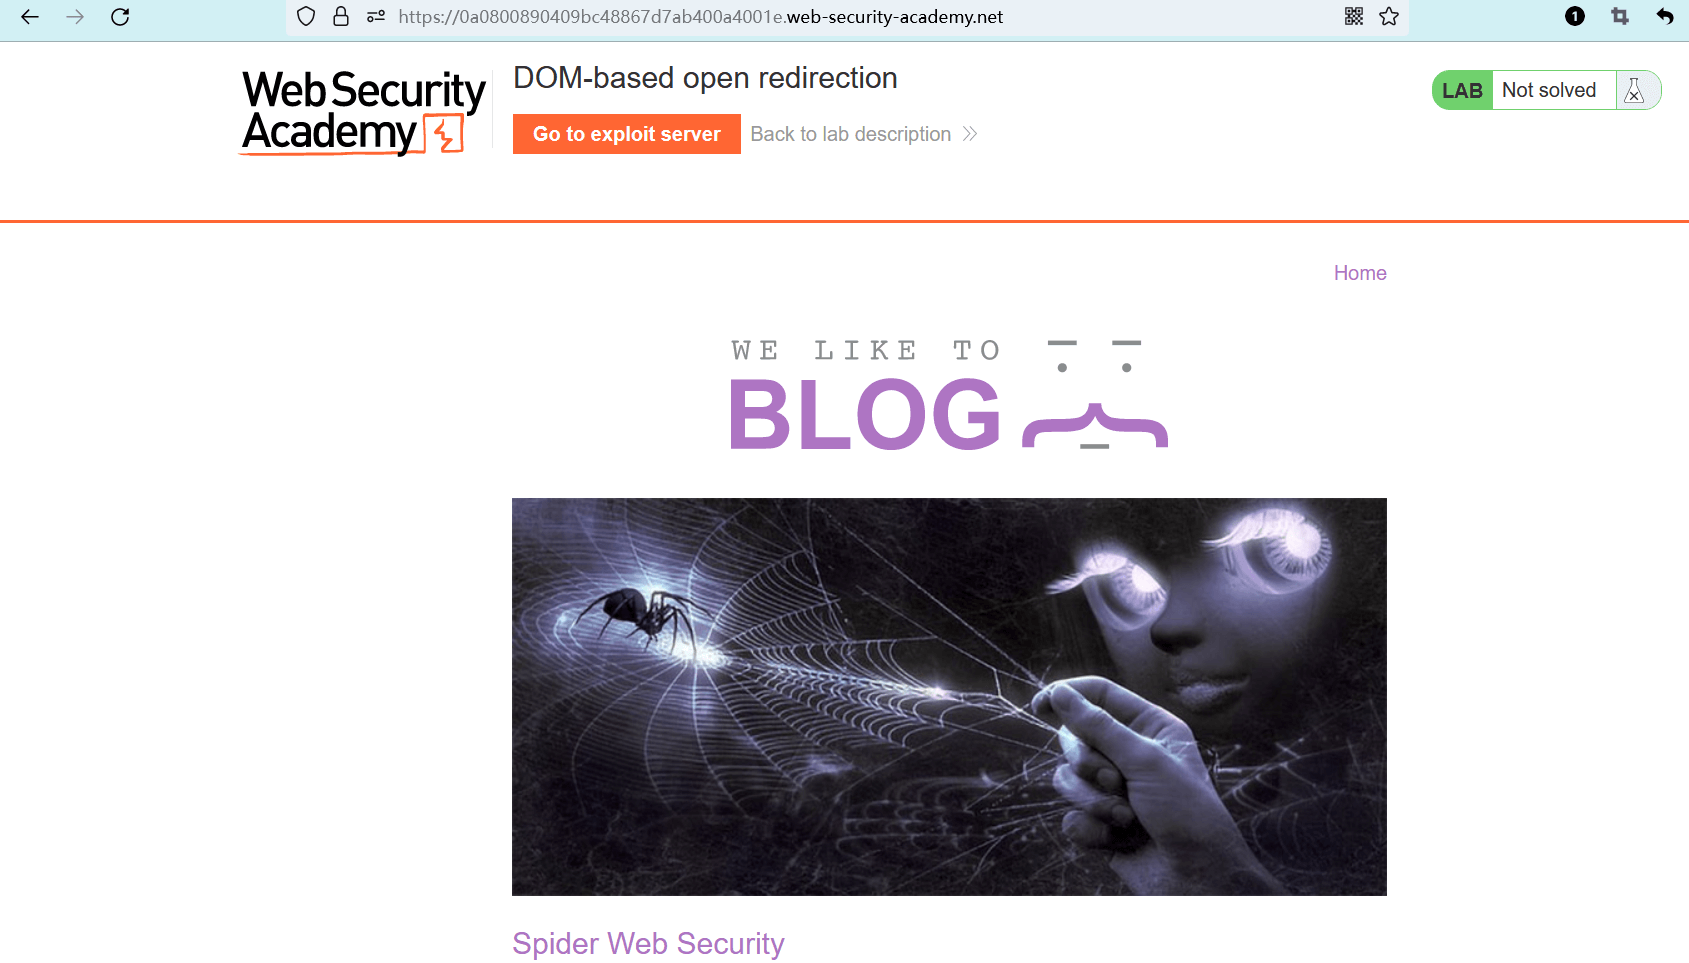 https://0a0800890409bc48867d7ab400a4001e.web-security-academy.net
1
Web Security
Academy
DOM-based open redirection
Go to exploit server
Back to lab description
LAB Not solved
Home
WE LIKE TO
BLOG
Spider Web Security